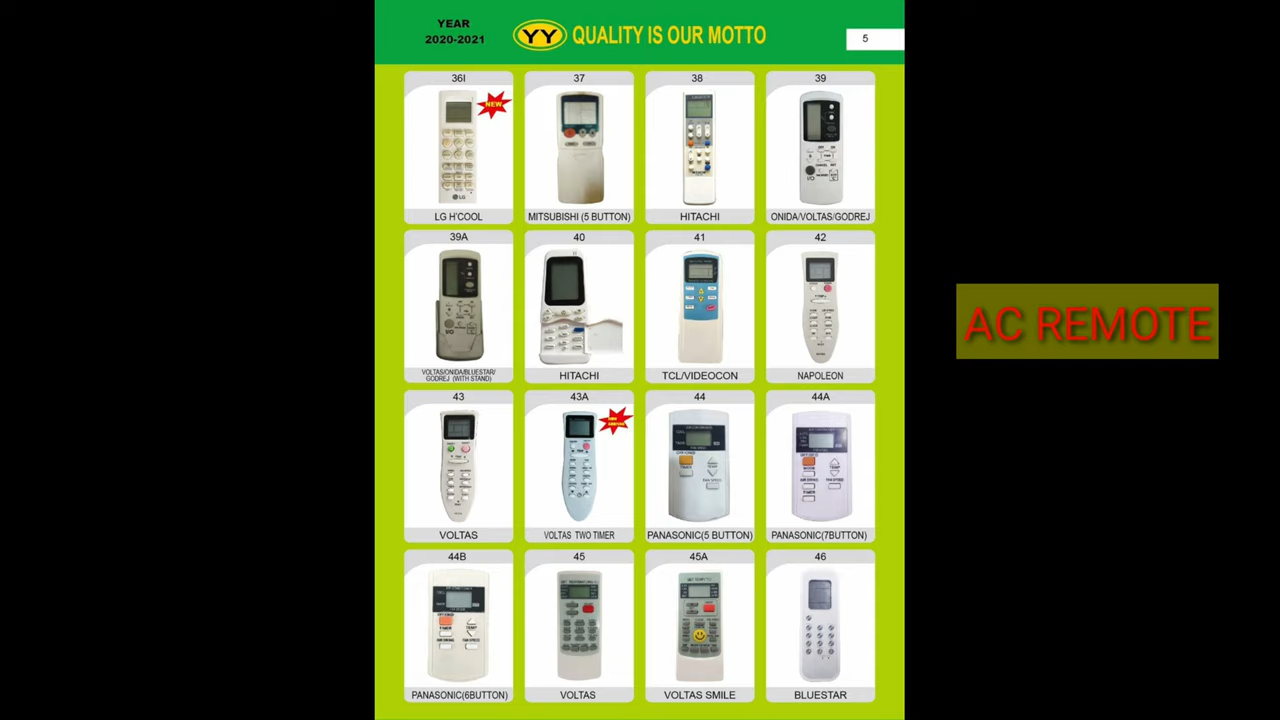 YEAR
2020-2021
YY
QUALITY IS OUR MOTTO
5
36I
37
38
39
NEW
LG
LG H'COOL
MITSUBISHI (5 BUTTON)
HITACHI
ONIDA/VOLTAS/GODREJ
39A
40
41
42
VOLTAS/ONIDA/BLUESTAR/
GODREJ (WITH STAND)
HITACHI
TCL/VIDEOCON
NAPOLEON
43
43A
44
44A
VOLTAS
VOLTAS TWO TIMER
PANASONIC(5 BUTTON)
PANASONIC(7BUTTON)
44B
45
45A
46
PANASONIC(6BUTTON)
VOLTAS
VOLTAS SMILE
BLUESTAR
AC REMOTE